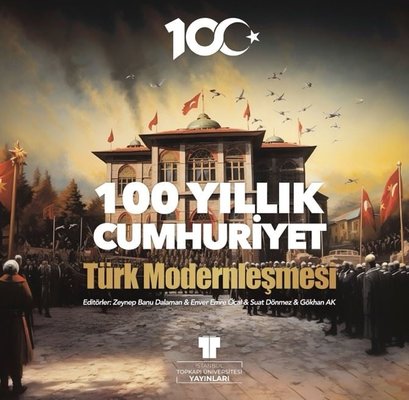 100
100 YILLIK
CUMHURİYET
Türk Modernleşmesi
Editörler: Zeynep Banu Dalaman & Enver Emre Öcal & Suat Dönmez & Gökhan AK
İSTANBUL
TOPKAPI ÜNİVERSİTESİ
YAYINLARI